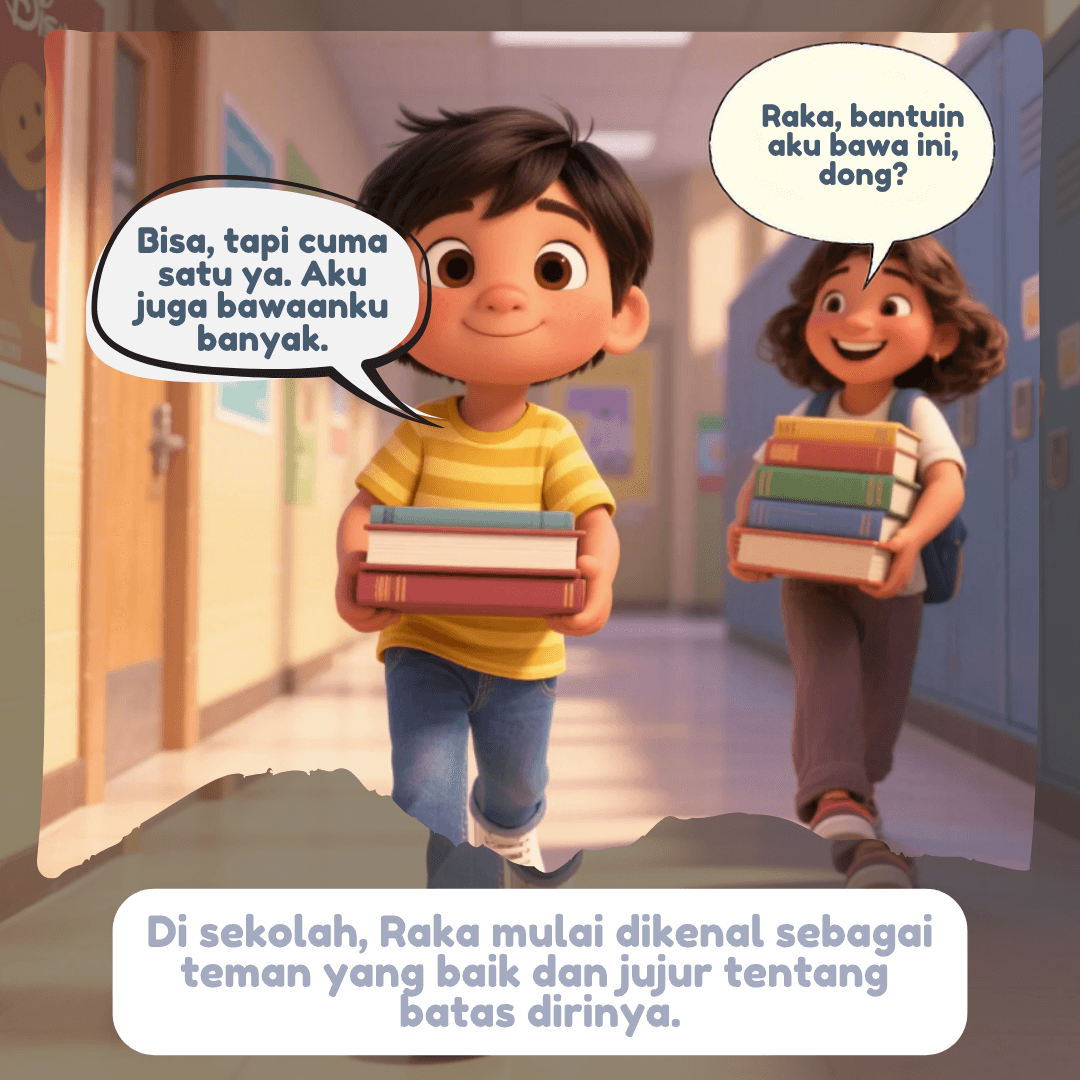 Raka, bantuin
aku bawa ini,
dong?
Bisa, tapi cuma
satu ya. Aku
juga bawaanku
banyak.
Di sekolah, Raka mulai dikenal sebagai
teman yang baik dan jujur tentang
batas dirinya.